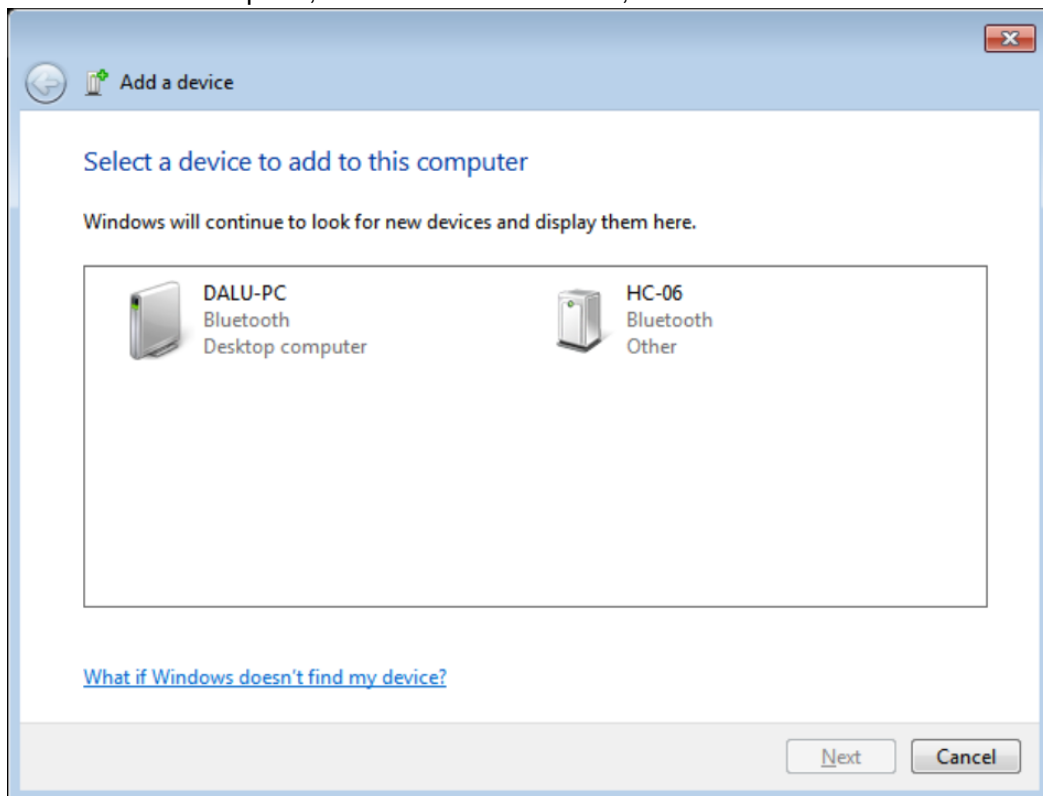 Add a device
Select a device to add to this computer
Windows will continue to look for new devices and display them here.
DALU-PC
Bluetooth
Desktop computer
HC-06
Bluetooth
Other
What if Windows doesn't find my device?
Next
Cancel